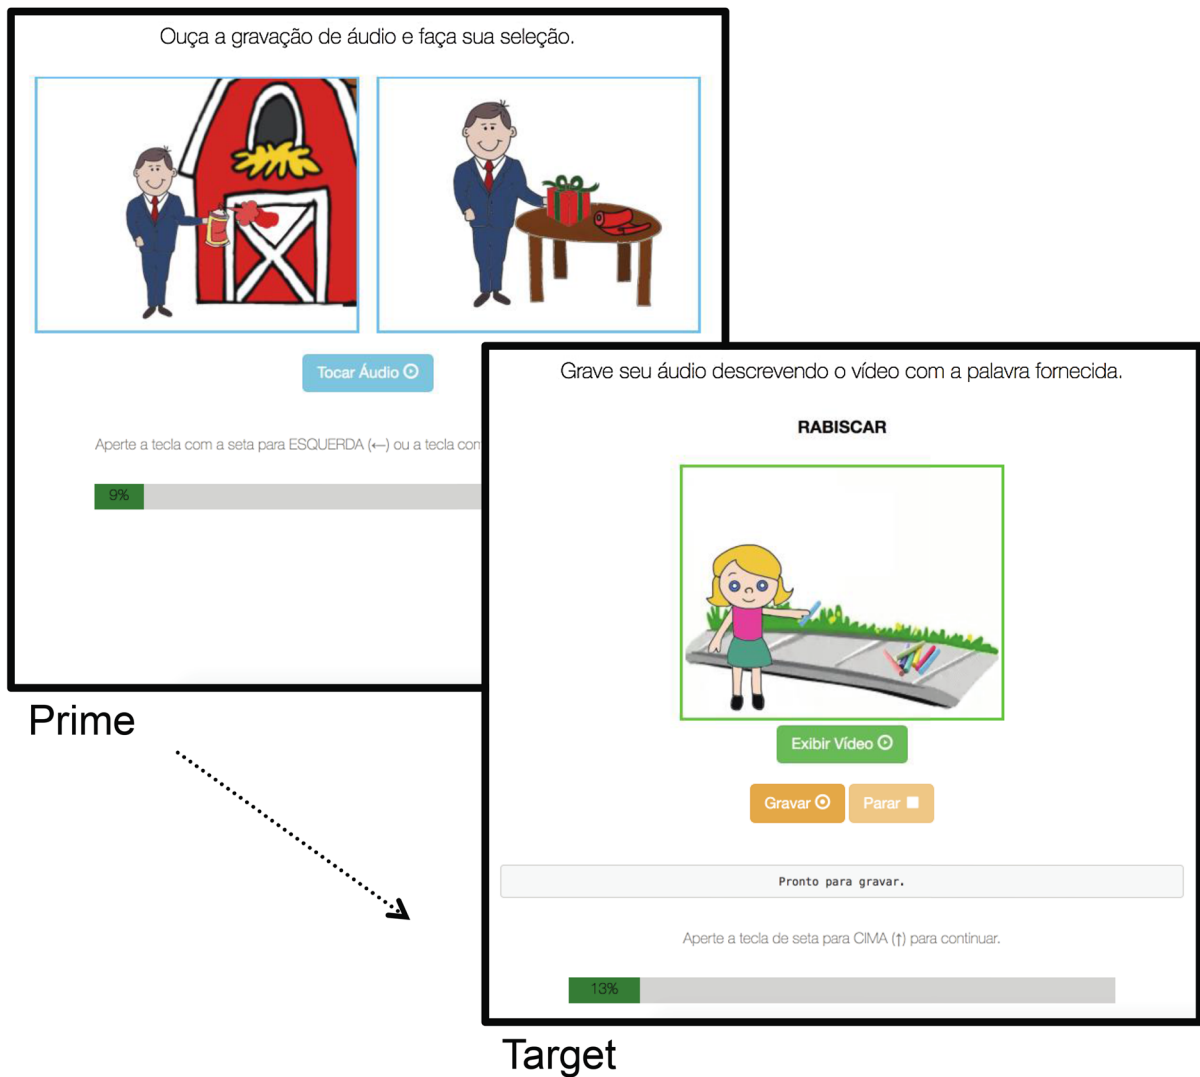 Ouça a gravação de áudio e faça sua seleção.
Tocar Áudio
Aperte a tecla com a seta para ESQUERDA (←) ou a tecla con
9%
Prime
Grave seu áudio descrevendo o vídeo com a palavra fornecida.
RABISCAR
Exibir Vídeo
Gravar Parar
Pronto para gravar.
Aperte a tecla de seta para CIMA (↑) para continuar.
13%
Target